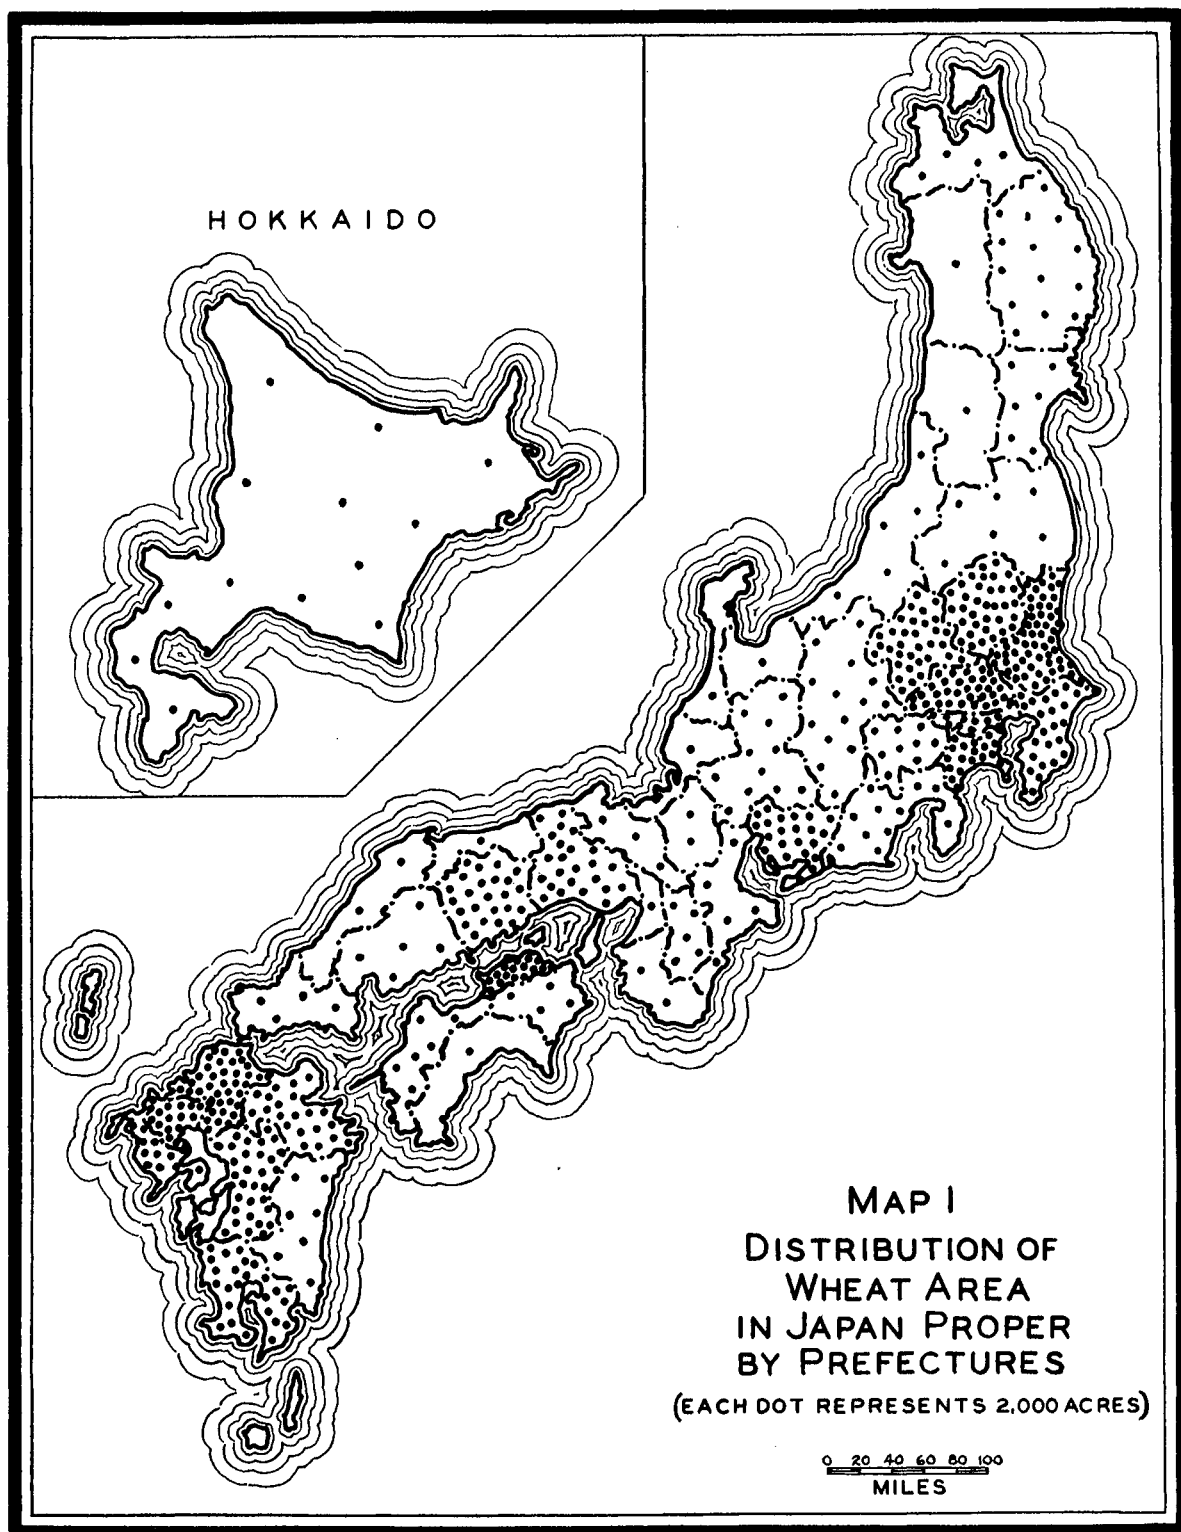 HOKKAIDO
MAP I
DISTRIBUTION OF
WHEAT AREA
IN JAPAN PROPER
BY PREFECTURES
(EACH DOT REPRESENTS 2,000 ACRES)
0 20 40 60 80 100
MILES